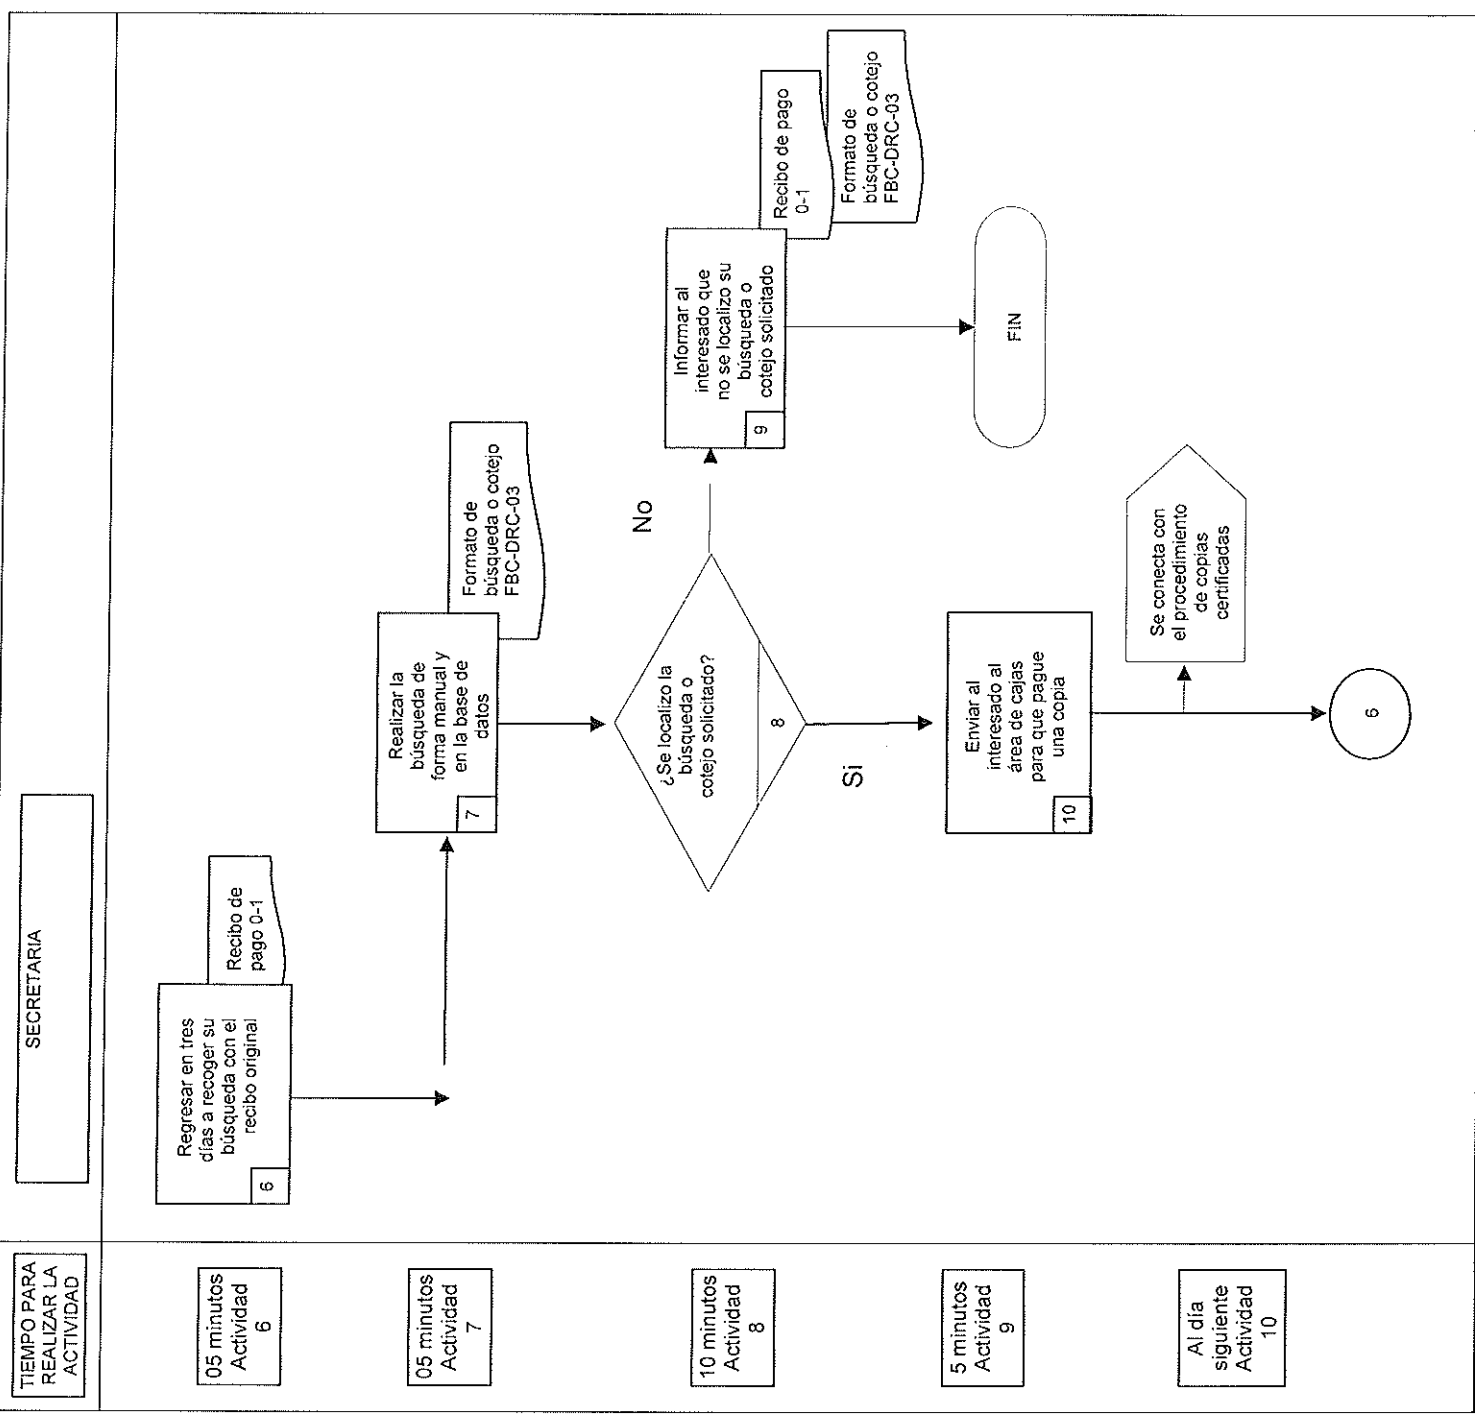 TIEMPO PARA
REALIZAR LA
ACTIVIDAD
SECRETARIA
05 minutos
Actividad
6
Regresar en tres
días a recoger su
búsqueda con el
recibo original
6
Recibo de
pago 0-1
05 minutos
Actividad
7
Realizar la
búsqueda de
forma manual y
en la base de
datos
7
Formato de
búsqueda o cotejo
FBC-DRC-03
10 minutos
Actividad
8
¿Se localizo la
búsqueda o
cotejo solicitado?
8
No
Si
Informar al
interesado que
no se localizo su
búsqueda o
cotejo solicitado
9
Recibo de pago
0-1
Formato de
búsqueda o cotejo
FBC-DRC-03
5 minutos
Actividad
9
Enviar al
interesado al
área de cajas
para que pague
una copia
10
FIN
Al día
siguiente
Actividad
10
Se conecta con
el procedimiento
de copias
certificadas
6